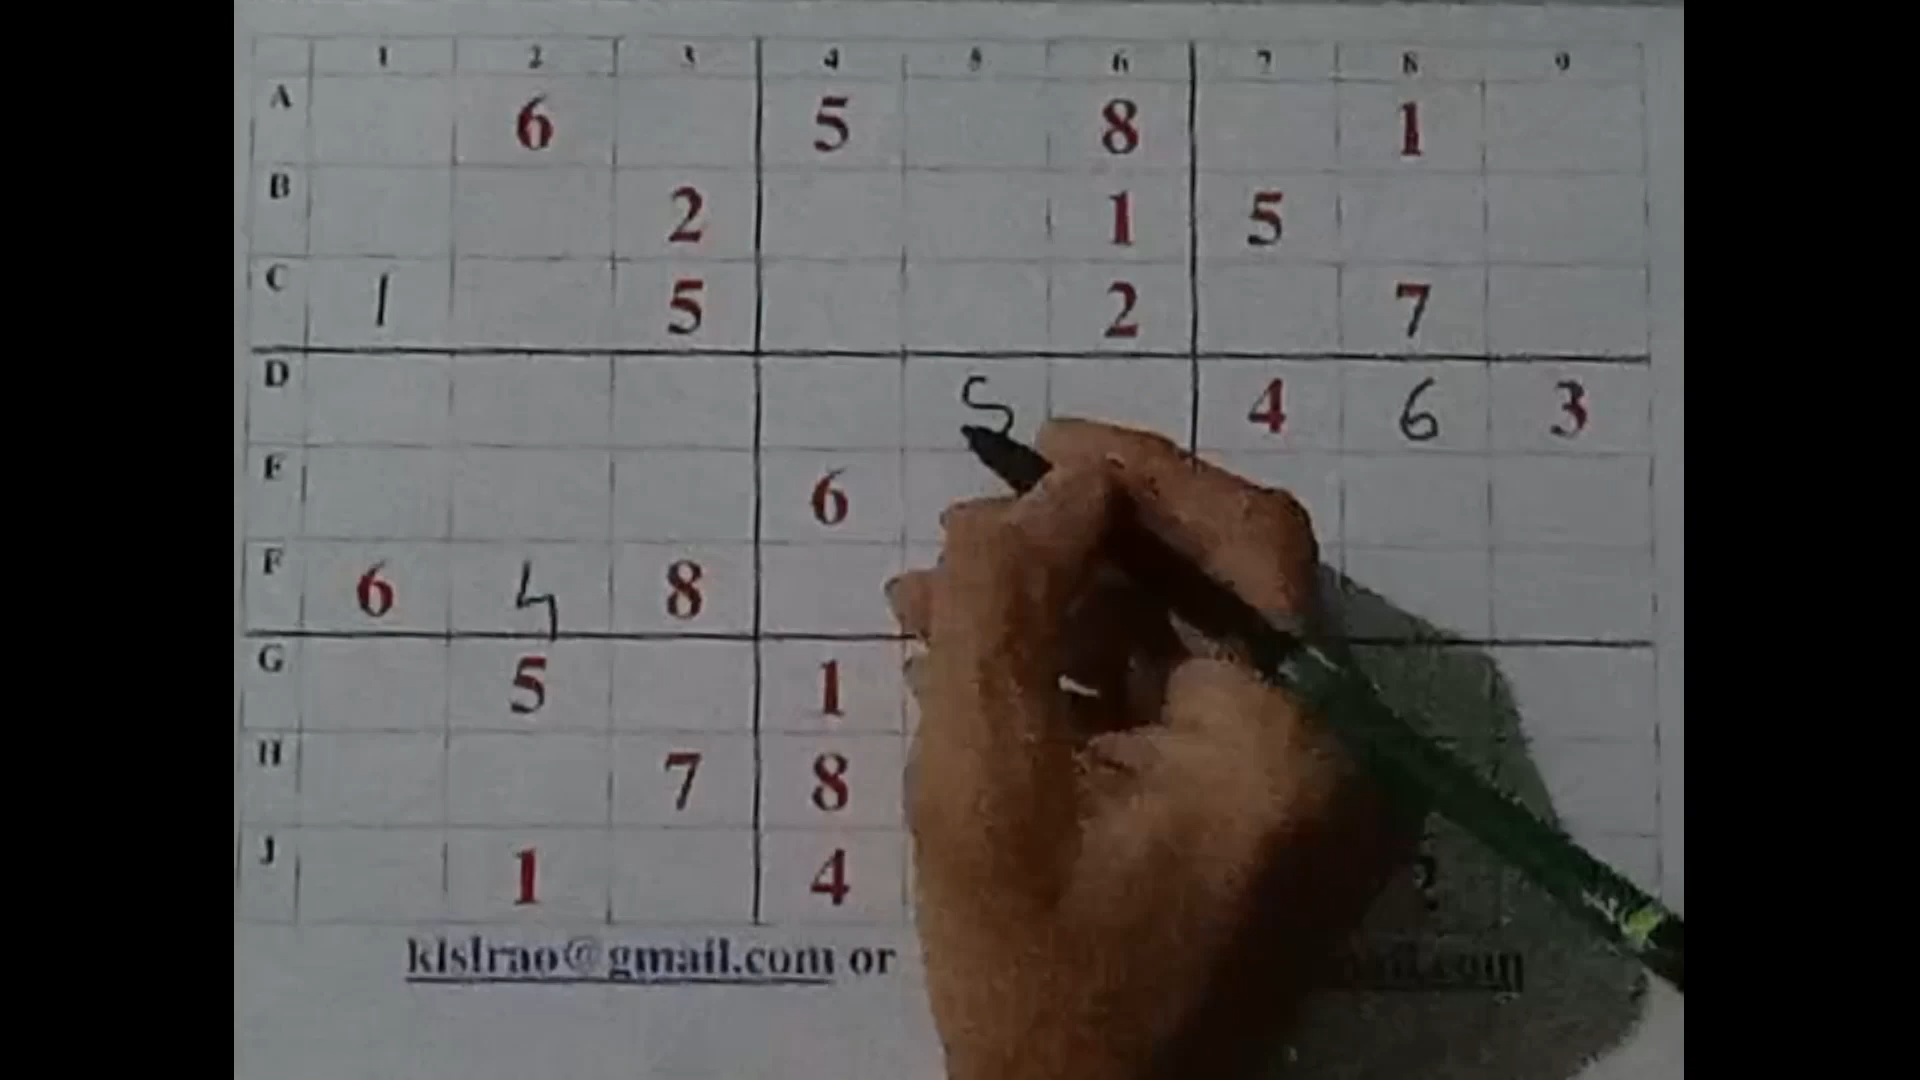 1 2 3 4 5 6 7 8 9
A 6 5 8 1
B 2 1 5
C 1 5 2 7
D 5 4 6 3
E 6
F 6 4 8
G 5 1
H 7 8
J 1 4
klslrao@gmail.com or